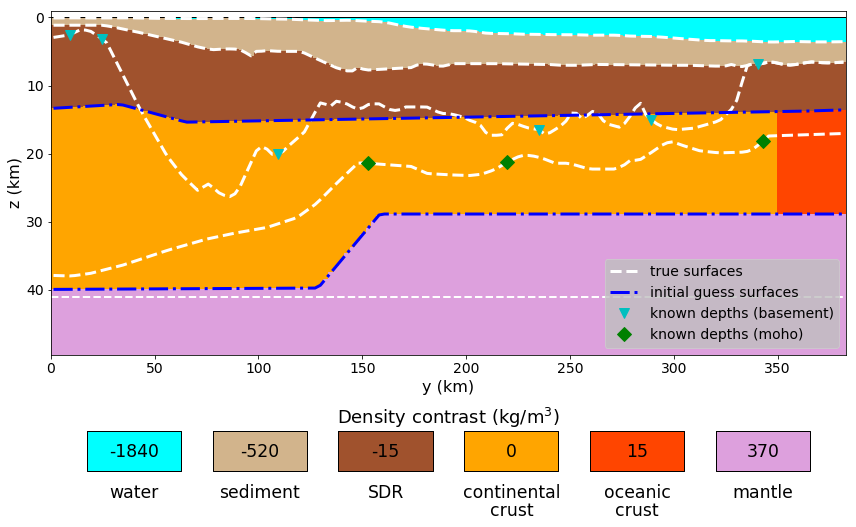 0
10
20
30
40
z (km)
true surfaces
initial guess surfaces
known depths (basement)
known depths (moho)
0 50 100 150 200 250 300 350
y (km)
Density contrast (kg/m³)
-1840 -520 -15 0 15 370
water sediment SDR continental oceanic mantle
crust crust